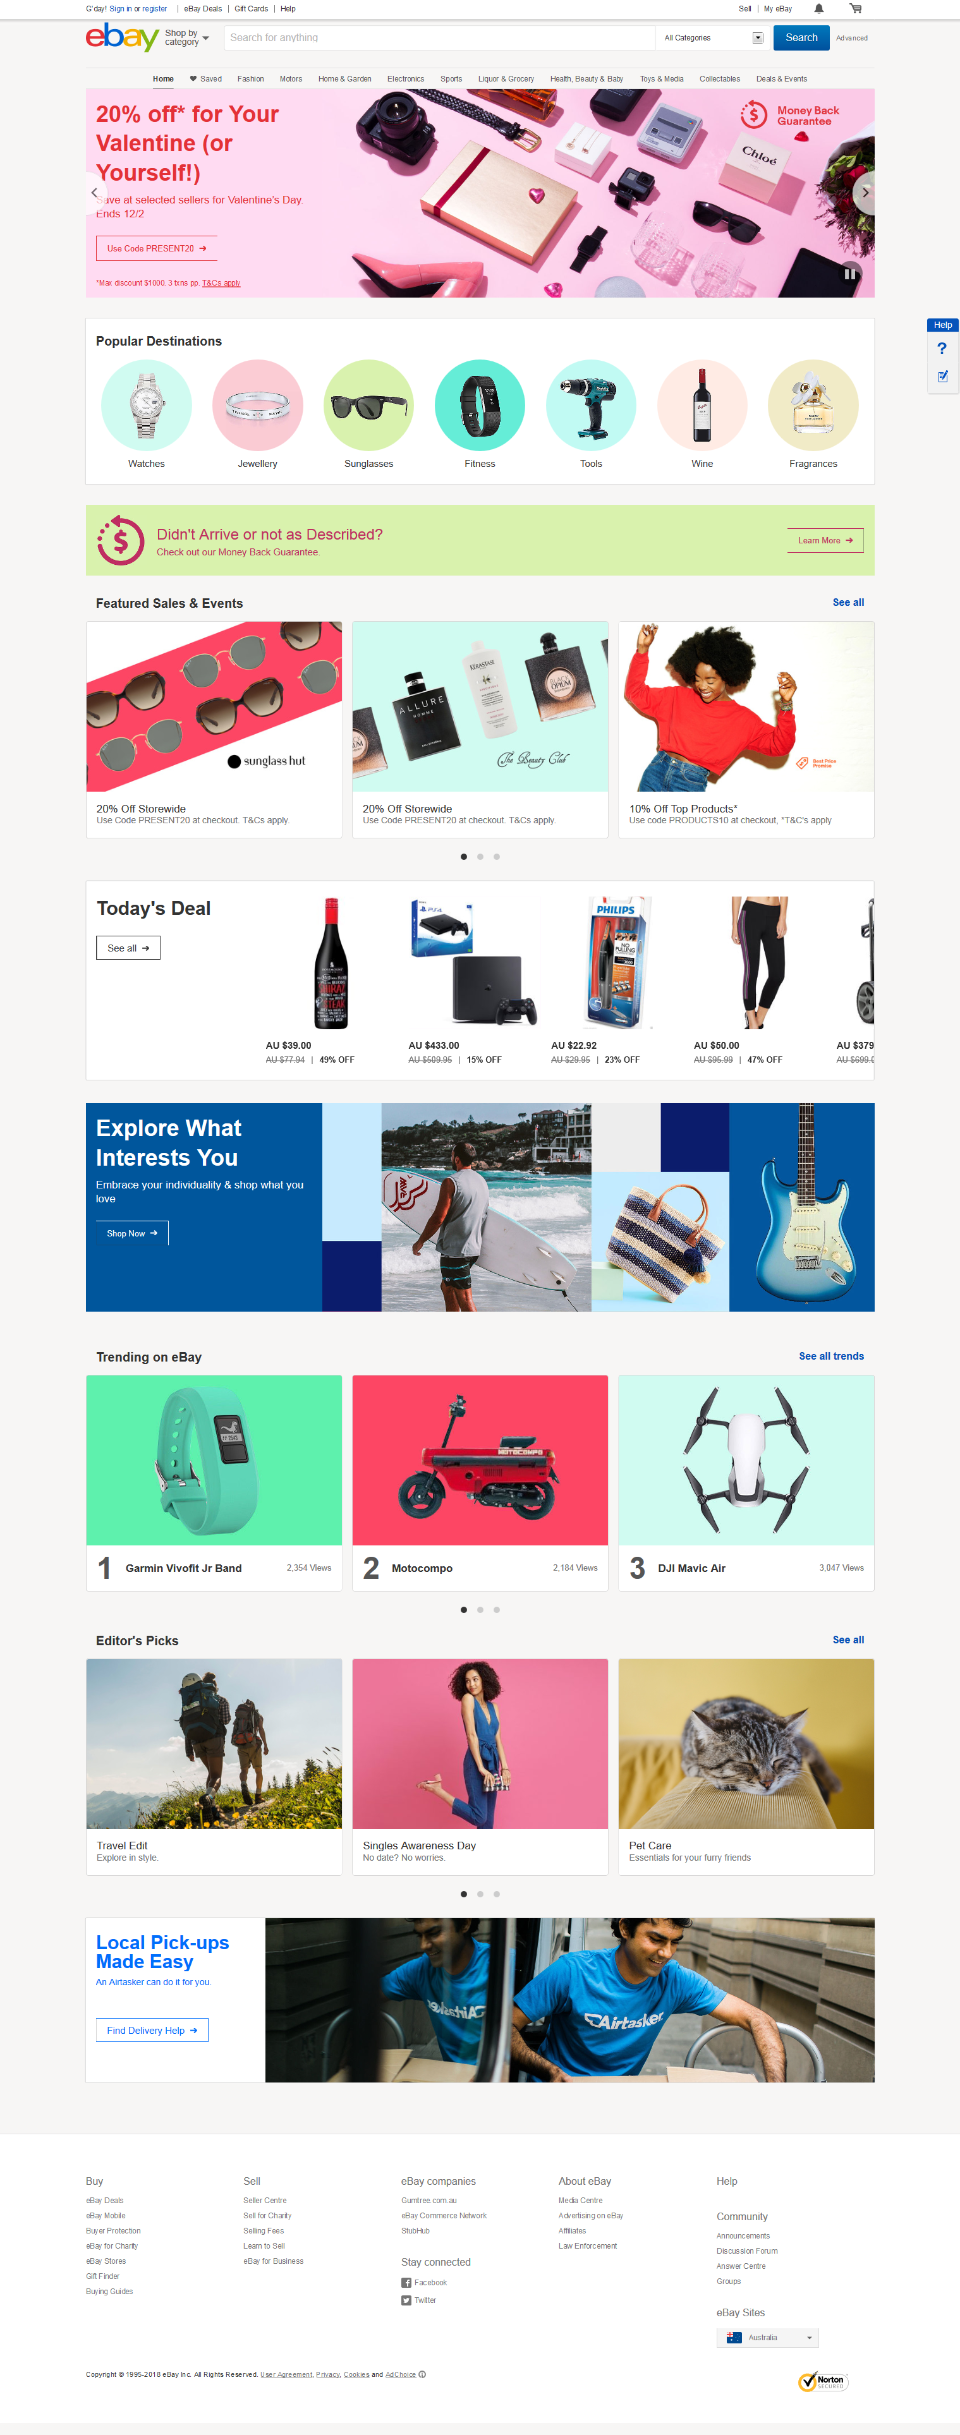 G'day! Sign in or register | eBay Deals | Gift Cards | Help
Sell | My eBay
ebay
Shop by
category
Search for anything
All Categories
Search
Advanced
Home Saved Fashion Motors Home & Garden Electronics Sports Liquor & Grocery Health, Beauty & Baby Toys & Media Collectables Deals & Events
20% off* for Your
Valentine (or
Yourself!)
Save at selected sellers for Valentine's Day.
Ends 12/2
Use Code PRESENT20
*Max discount $1000. 3 txns pp. T&Cs apply
Money Back
Guarantee
Chloé
Help
?
Popular Destinations
Watches Jewellery Sunglasses Fitness Tools Wine Fragrances
Didn't Arrive or not as Described?
Check out our Money Back Guarantee.
Learn More
Featured Sales & Events
See all
sunglass hut
KERASTASE
ALLURE
HOMME
BLACK
OPIUM
The Beauty Club
Best Price
Promise
20% Off Storewide
Use Code PRESENT20 at checkout. T&Cs apply.
20% Off Storewide
Use Code PRESENT20 at checkout. T&Cs apply.
10% Off Top Products*
Use code PRODUCTS10 at checkout, *T&C's apply
Today's Deal
See all
PS4
PHILIPS
NO
PULLING
AU $39.00
AU $77.94 | 49% OFF
AU $433.00
AU $509.95 | 15% OFF
AU $22.92
AU $29.95 | 23% OFF
AU $50.00
AU $95.99 | 47% OFF
AU $379
AU $699.0
Explore What
Interests You
Embrace your individuality & shop what you
love
Shop Now
Trending on eBay
See all trends
MOTOCOMPO
1 Garmin Vivofit Jr Band 2,354 Views
2 Motocompo 2,184 Views
3 DJI Mavic Air 3,047 Views
Editor's Picks
See all
Travel Edit
Explore in style.
Singles Awareness Day
No date? No worries.
Pet Care
Essentials for your furry friends
Local Pick-ups
Made Easy
An Airtasker can do it for you.
Find Delivery Help
Airtasker
Airtasker
Buy
eBay Deals
eBay Mobile
Buyer Protection
eBay for Charity
eBay Stores
Gift Finder
Buying Guides
Sell
Seller Centre
Sell for Charity
Selling Fees
Learn to Sell
eBay for Business
eBay companies
Gumtree.com.au
eBay Commerce Network
StubHub
Stay connected
Facebook
Twitter
About eBay
Media Centre
Advertising on eBay
Affiliates
Law Enforcement
Help
Community
Announcements
Discussion Forum
Answer Centre
Groups
eBay Sites
Australia
Copyright © 1995-2018 eBay Inc. All Rights Reserved. User Agreement, Privacy, Cookies and AdChoice
Norton
SECURED